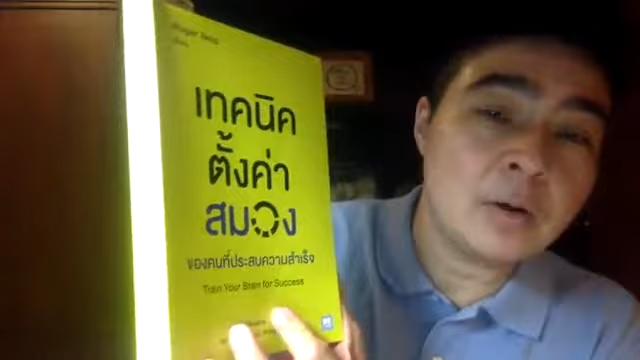 Roger Seip
เทคนิค
ตั้งค่า
สมอง
ของคนที่ประสบความสำเร็จ
Train Your Brain for Success